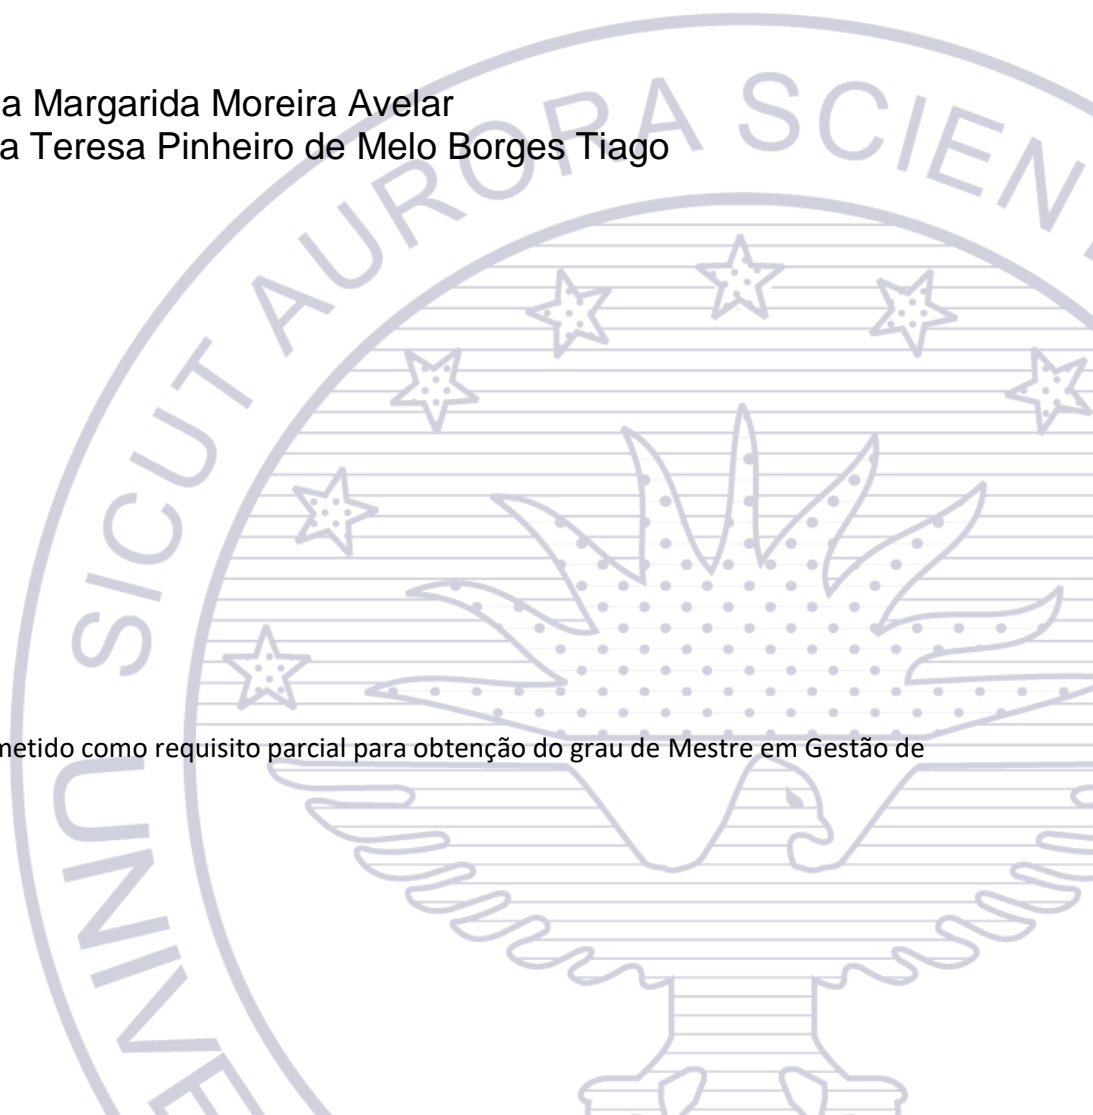 a Margarida Moreira Avelar
a Teresa Pinheiro de Melo Borges Tiago
SICUT AURORA SCIEN
metido como requisito parcial para obtenção do grau de Mestre em Gestão de
UNIVE